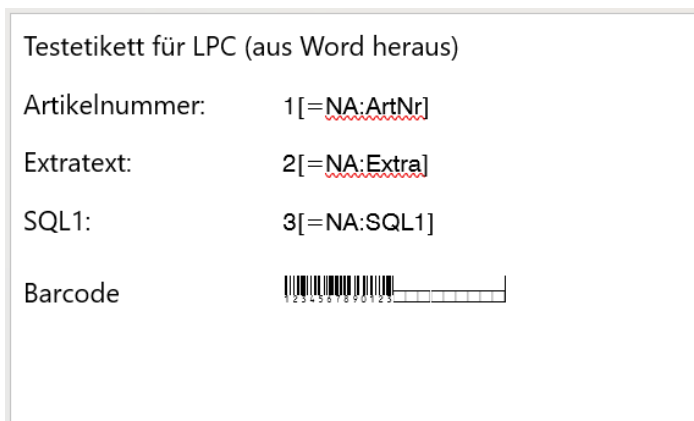 Testetikett für LPC (aus Word heraus)
Artikelnummer: 1[=NA:ArtNr]
Extratext: 2[=NA:Extra]
SQL1: 3[=NA:SQL1]
Barcode 1234567890123